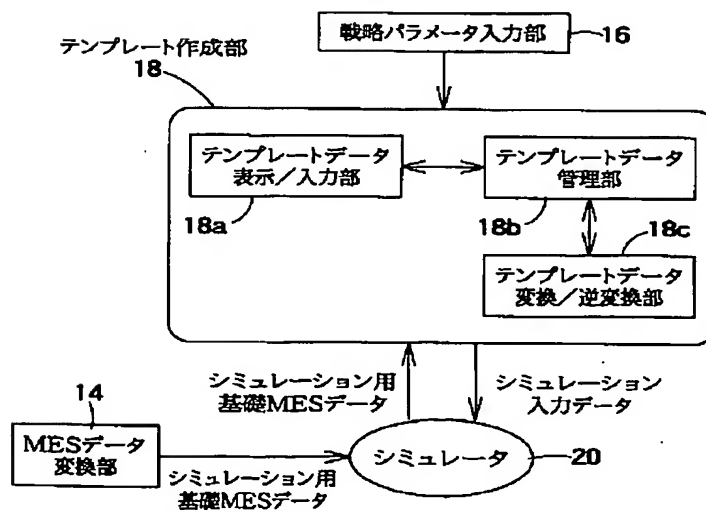 戦略パラメータ入力部
16
テンプレート作成部
18
テンプレートデータ
表示/入力部
18a
テンプレートデータ
管理部
18b
18c
テンプレートデータ
変換/逆変換部
シミュレーション用
基礎MESデータ
シミュレーション
入力データ
14
MESデータ
変換部
シミュレーション用
基礎MESデータ
シミュレータ
20